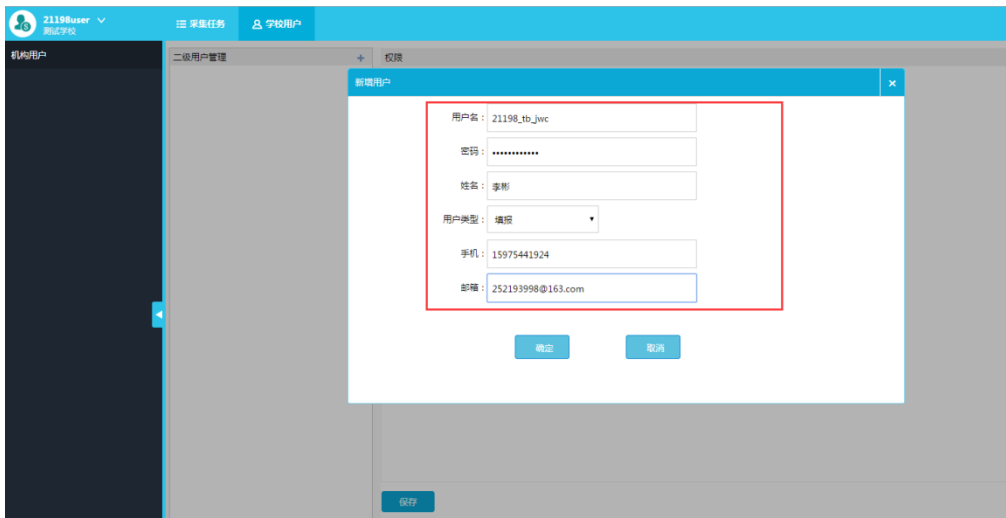 21198user
测试学校
采集任务
学校用户
机构用户
二级用户管理
+
权限
新增用户
×
用户名： 21198_tb_jwc
密码： ••••••••••••
姓名： 李彬
用户类型： 填报
手机： 15975441924
邮箱： 252193998@163.com
确定
取消
保存